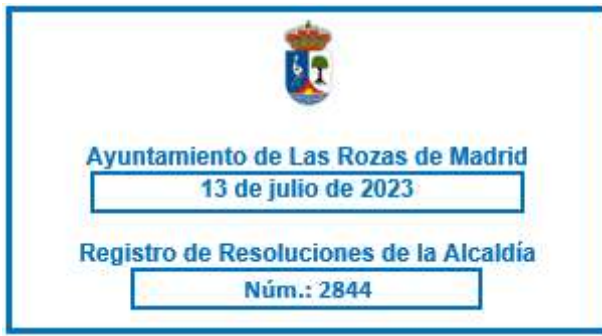 Ayuntamiento de Las Rozas de Madrid
13 de julio de 2023
Registro de Resoluciones de la Alcaldía
Núm.: 2844